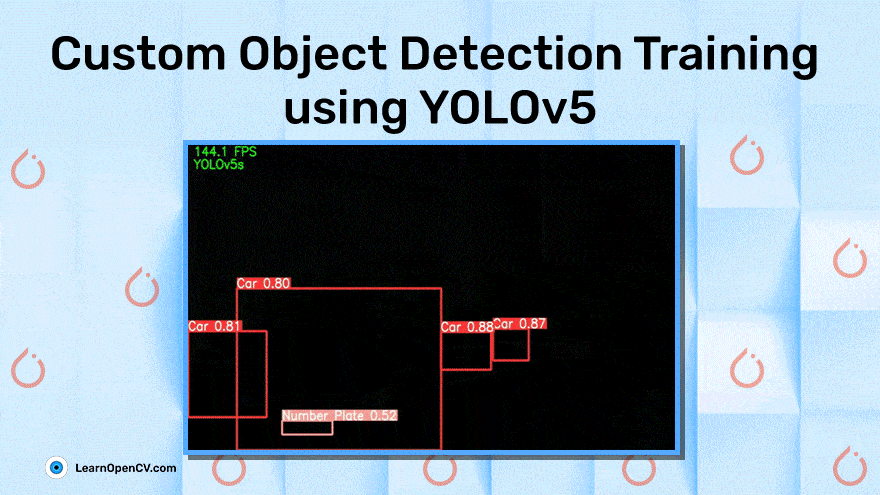 Custom Object Detection Training
using YOLOv5
144.1 FPS
YOLOv5s
Car 0.80
Car 0.81
Car 0.88
Car 0.87
Number Plate 0.52
LearnOpenCV.com